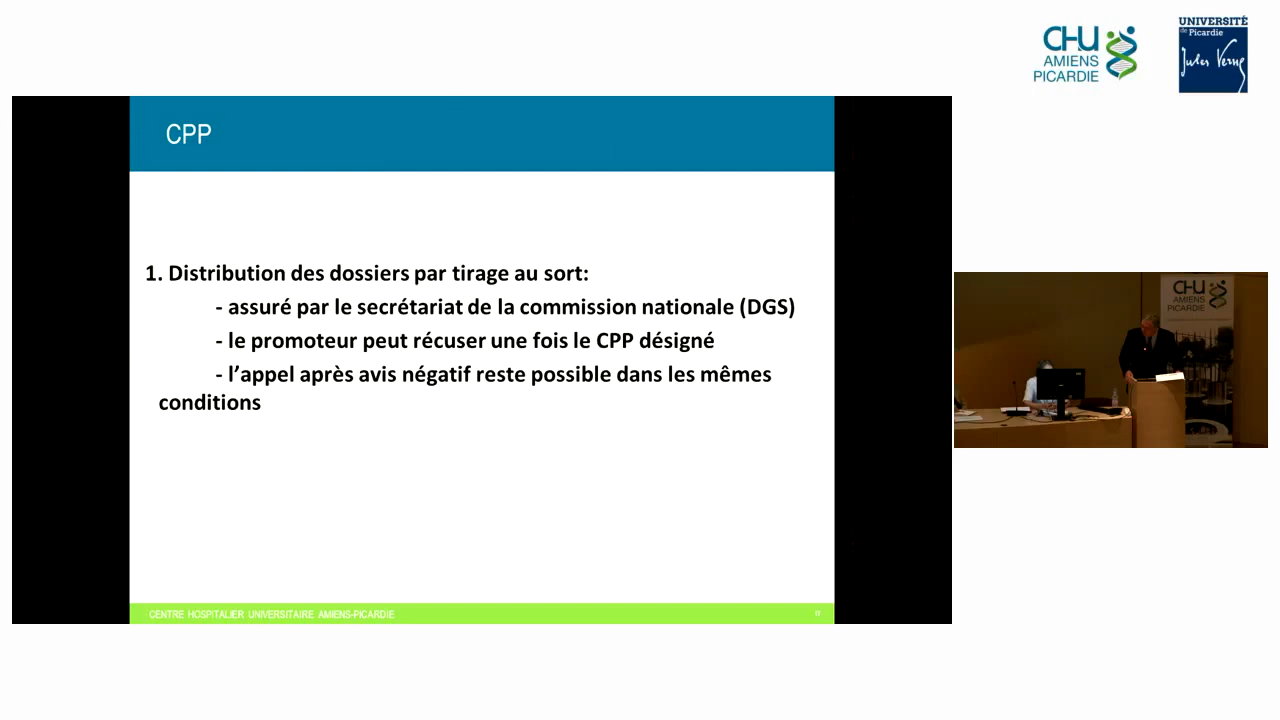 CHU
AMIENS
PICARDIE
UNIVERSITÉ
de Picardie
Jules Verne
CPP
1. Distribution des dossiers par tirage au sort:
- assuré par le secrétariat de la commission nationale (DGS)
- le promoteur peut récuser une fois le CPP désigné
- l’appel après avis négatif reste possible dans les mêmes
conditions
CHU
AMIENS
PICARDIE
CENTRE HOSPITALIER UNIVERSITAIRE AMIENS-PICARDIE